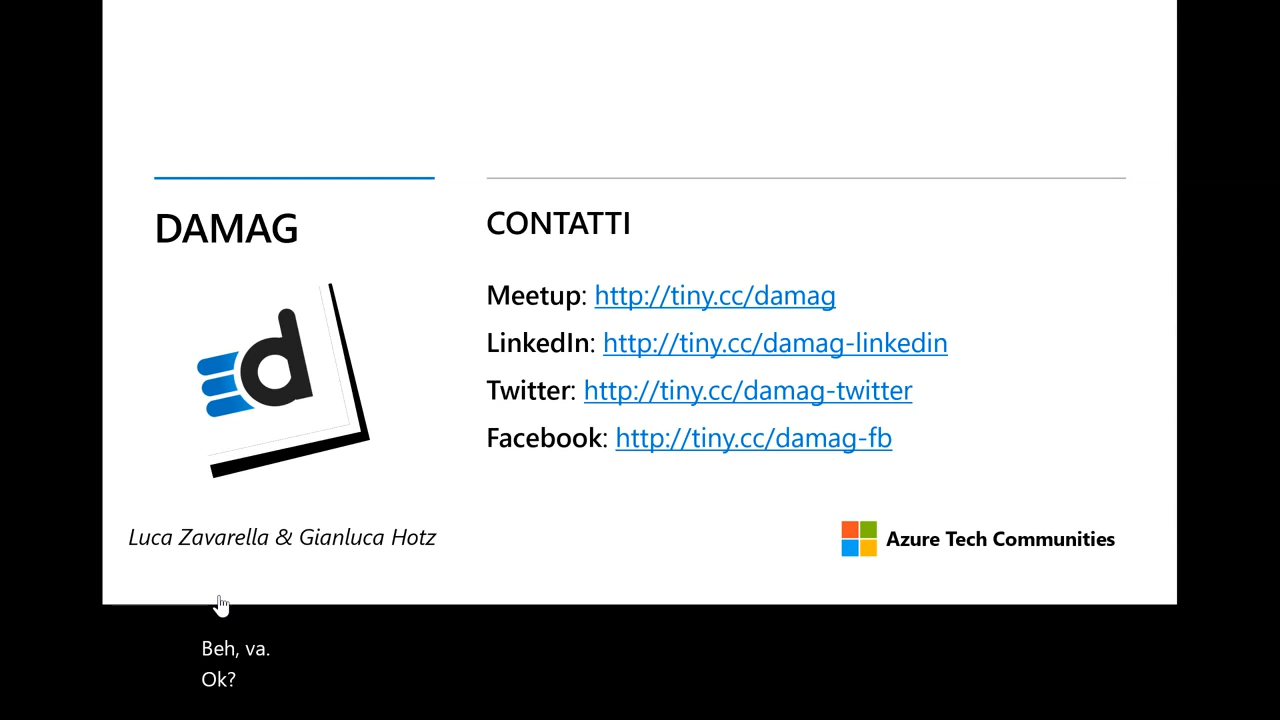 DAMAG
CONTATTI
Meetup: http://tiny.cc/damag
LinkedIn: http://tiny.cc/damag-linkedin
Twitter: http://tiny.cc/damag-twitter
Facebook: http://tiny.cc/damag-fb
d
Luca Zavarella & Gianluca Hotz
Azure Tech Communities
Beh, va.
Ok?